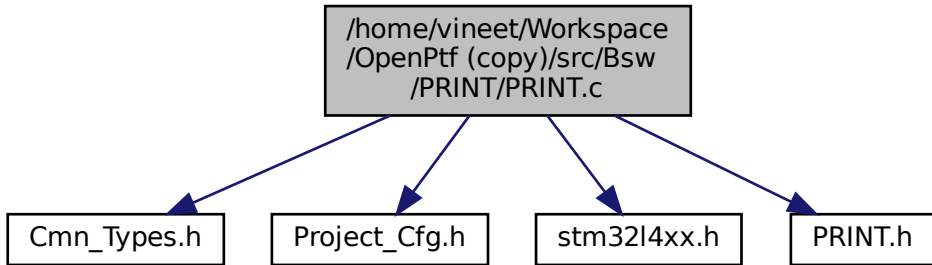 /home/vineet/Workspace
/OpenPtf (copy)/src/Bsw
/PRINT/PRINT.c
Cmn_Types.h
Project_Cfg.h
stm32l4xx.h
PRINT.h